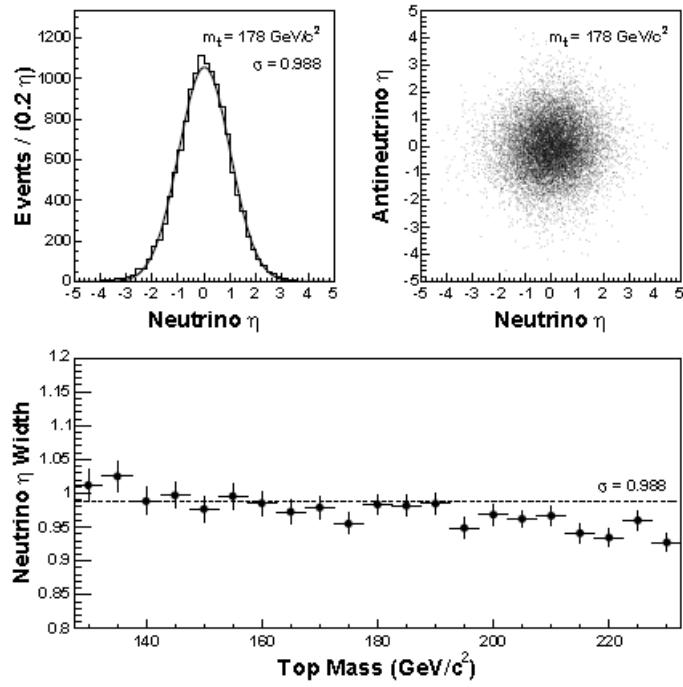 Events / (0.2 η)
1200
1000
800
600
400
200
0
m_t = 178 GeV/c²
σ = 0.988
-5 -4 -3 -2 -1 0 1 2 3 4 5
Neutrino η
Antineutrino η
5
4
3
2
1
0
-1
-2
-3
-4
-5
m_t = 178 GeV/c²
-5 -4 -3 -2 -1 0 1 2 3 4 5
Neutrino η
Neutrino η Width
1.2
1.15
1.1
1.05
1
0.95
0.9
0.85
0.8
σ = 0.988
140 160 180 200 220
Top Mass (GeV/c²)